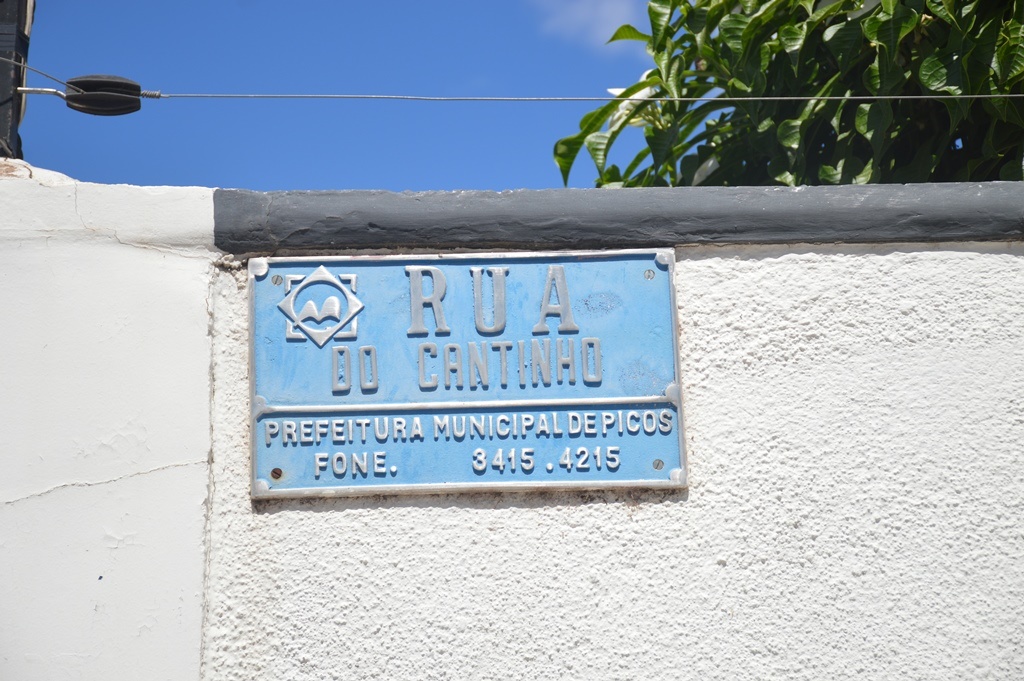 RUA
DO CANTINHO
PREFEITURA MUNICIPAL DE PICOS
FONE. 3415.4215